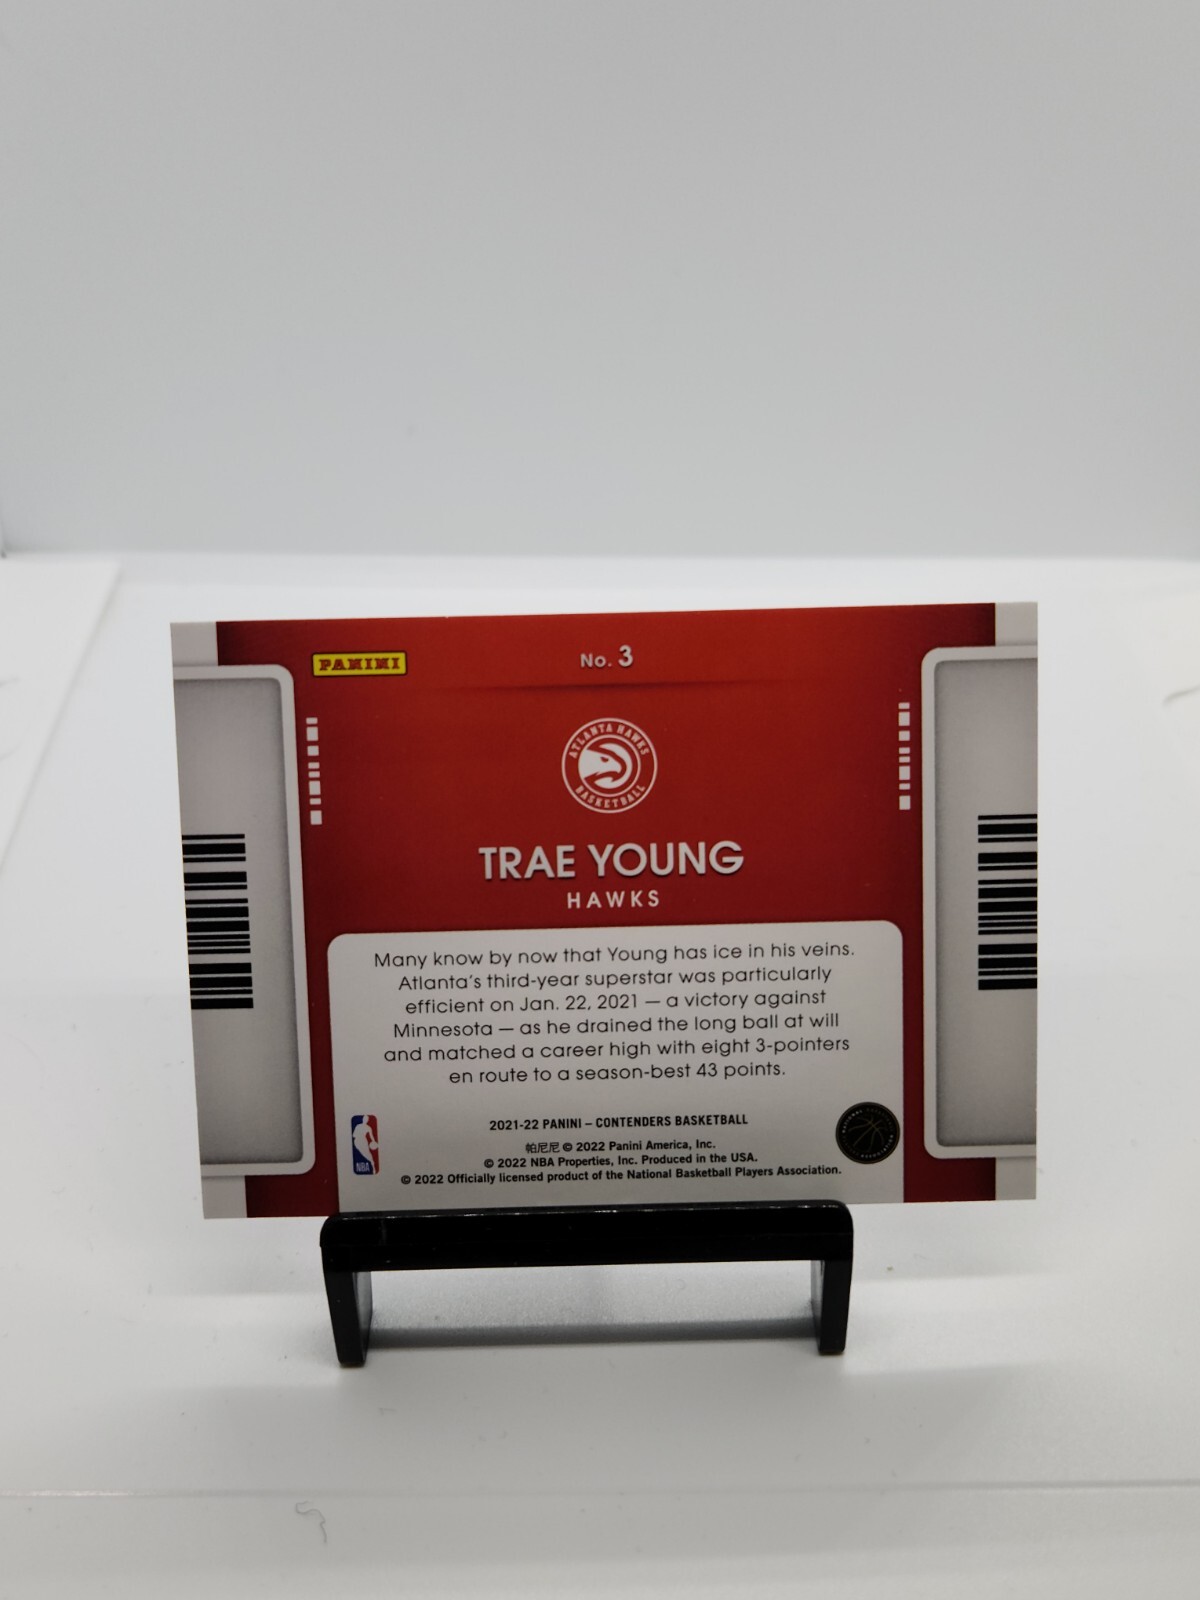 PANINI
No. 3
ATLANTA HAWKS
BASKETBALL
TRAE YOUNG
HAWKS
Many know by now that Young has ice in his veins.
Atlanta's third-year superstar was particularly
efficient on Jan. 22, 2021 — a victory against
Minnesota — as he drained the long ball at will
and matched a career high with eight 3-pointers
en route to a season-best 43 points.
2021-22 PANINI – CONTENDERS BASKETBALL
帕尼尼 © 2022 Panini America, Inc.
© 2022 NBA Properties, Inc. Produced in the USA.
© 2022 Officially licensed product of the National Basketball Players Association.
NBA